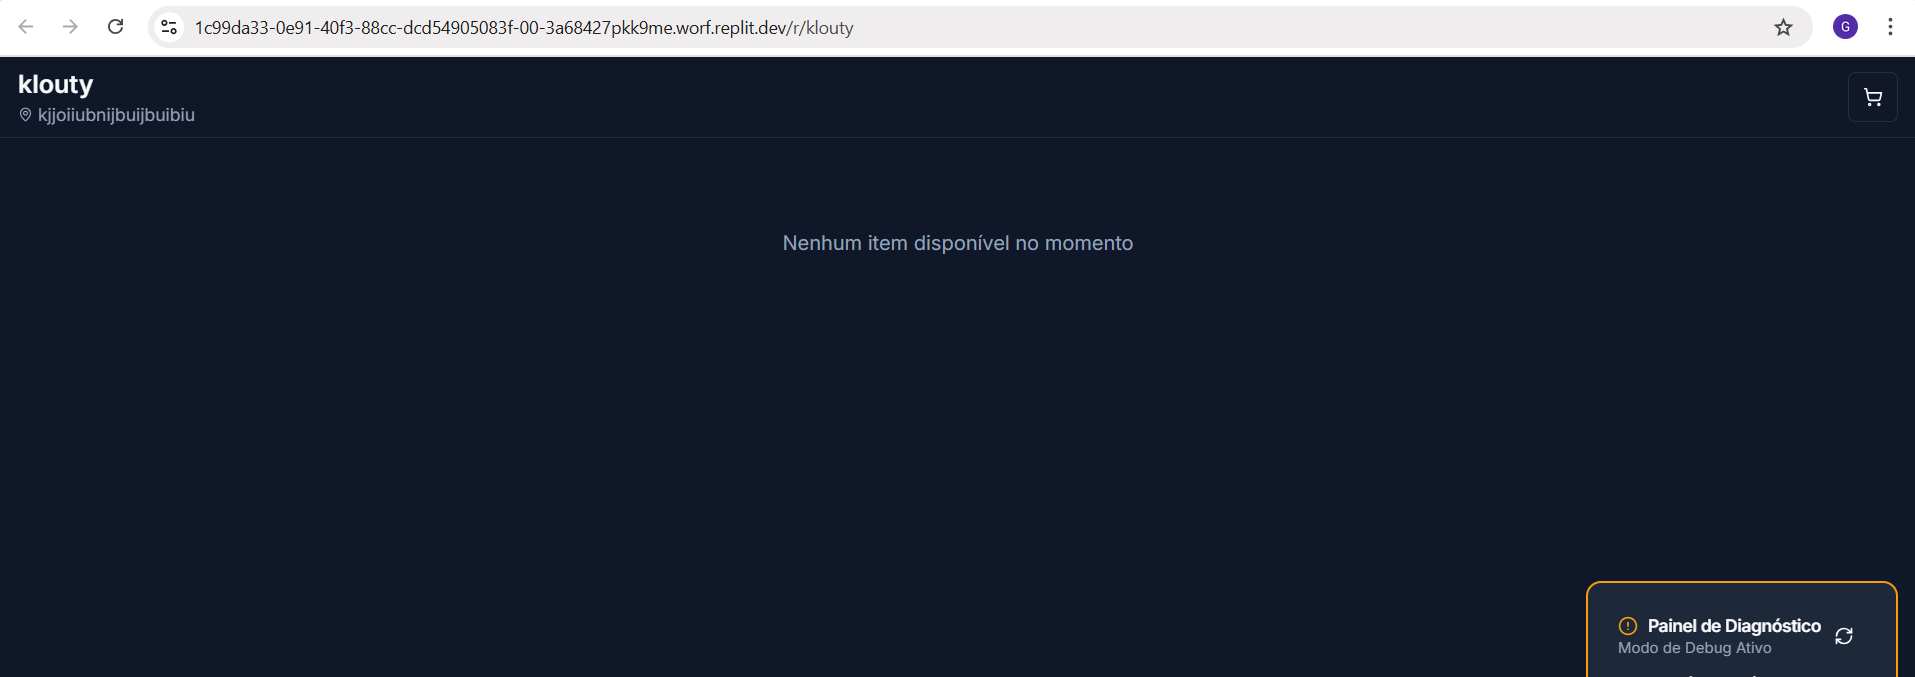 1c99da33-0e91-40f3-88cc-dcd54905083f-00-3a68427pkk9me.worf.replit.dev/r/klouty
G
klouty
kjjoiiubnijbuijbuibiu
Nenhum item disponível no momento
Painel de Diagnóstico
Modo de Debug Ativo